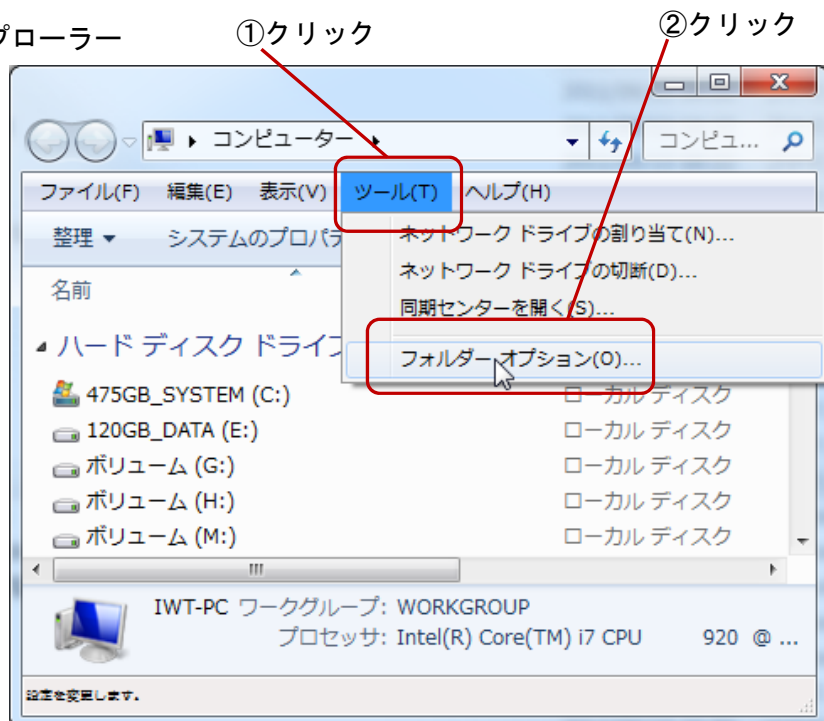 プローラー
①クリック
②クリック
コンピューター
コンピュ...
ファイル(F) 編集(E) 表示(V) ツール(T) ヘルプ(H)
整理 システムのプロパテ
ネットワーク ドライブの割り当て(N)...
ネットワーク ドライブの切断(D)...
同期センターを開く(S)...
フォルダー オプション(O)...
名前
ハード ディスク ドライブ
475GB_SYSTEM (C:) ローカル ディスク
120GB_DATA (E:) ローカル ディスク
ボリューム (G:) ローカル ディスク
ボリューム (H:) ローカル ディスク
ボリューム (M:) ローカル ディスク
IWT-PC ワークグループ: WORKGROUP
プロセッサ: Intel(R) Core(TM) i7 CPU 920 @ ...
設定を変更します。